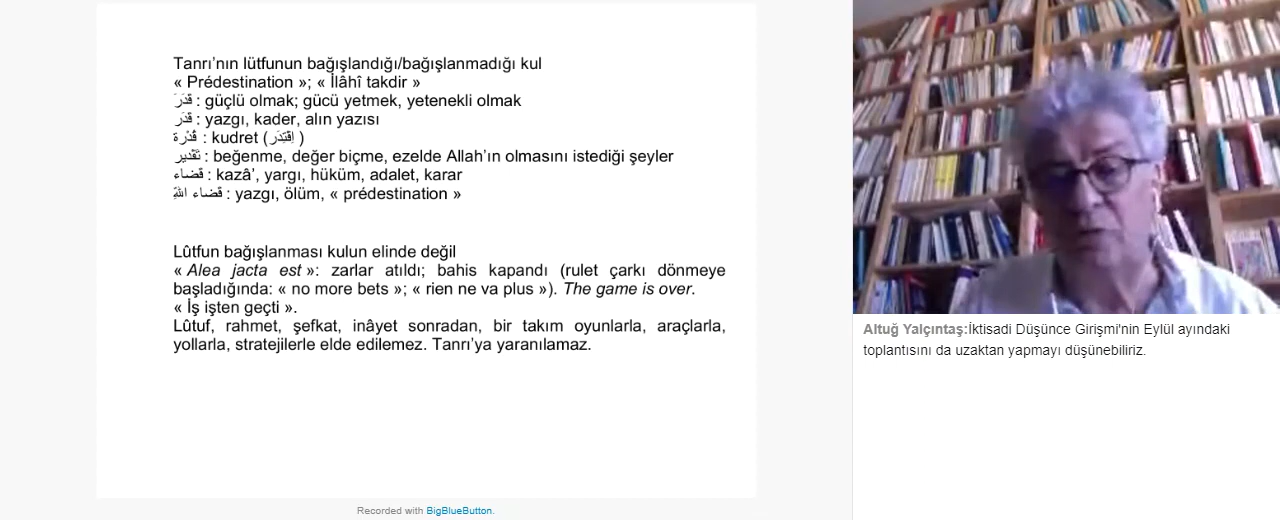 Tanrı’nın lütfunun bağışlandığı/bağışlanmadığı kul
« Prédestination »; « İlâhî takdir »
قَدَرَ : güçlü olmak; gücü yetmek, yetenekli olmak
قَدَر : yazgı, kader, alın yazısı
قُدْرة : kudret (اِقْتِدَر )
تَقْدير : beğenme, değer biçme, ezelde Allah’ın olmasını istediği şeyler
قَضاء : kazâ’, yargı, hüküm, adalet, karar
قَضاء اللهِ : yazgı, ölüm, « prédestination »
Lûtfun bağışlanması kulun elinde değil
« Alea jacta est »: zarlar atıldı; bahis kapandı (rulet çarkı dönmeye
başladığında: « no more bets »; « rien ne va plus »). The game is over.
« İş işten geçti ».
Lûtuf, rahmet, şefkat, inâyet sonradan, bir takım oyunlarla, araçlarla,
yollarla, stratejilerle elde edilemez. Tanrı’ya yaranılamaz.
Recorded with BigBlueButton.
Altuğ Yalçıntaş:İktisadi Düşünce Girişmi'nin Eylül ayındaki
toplantısını da uzaktan yapmayı düşünebiliriz.